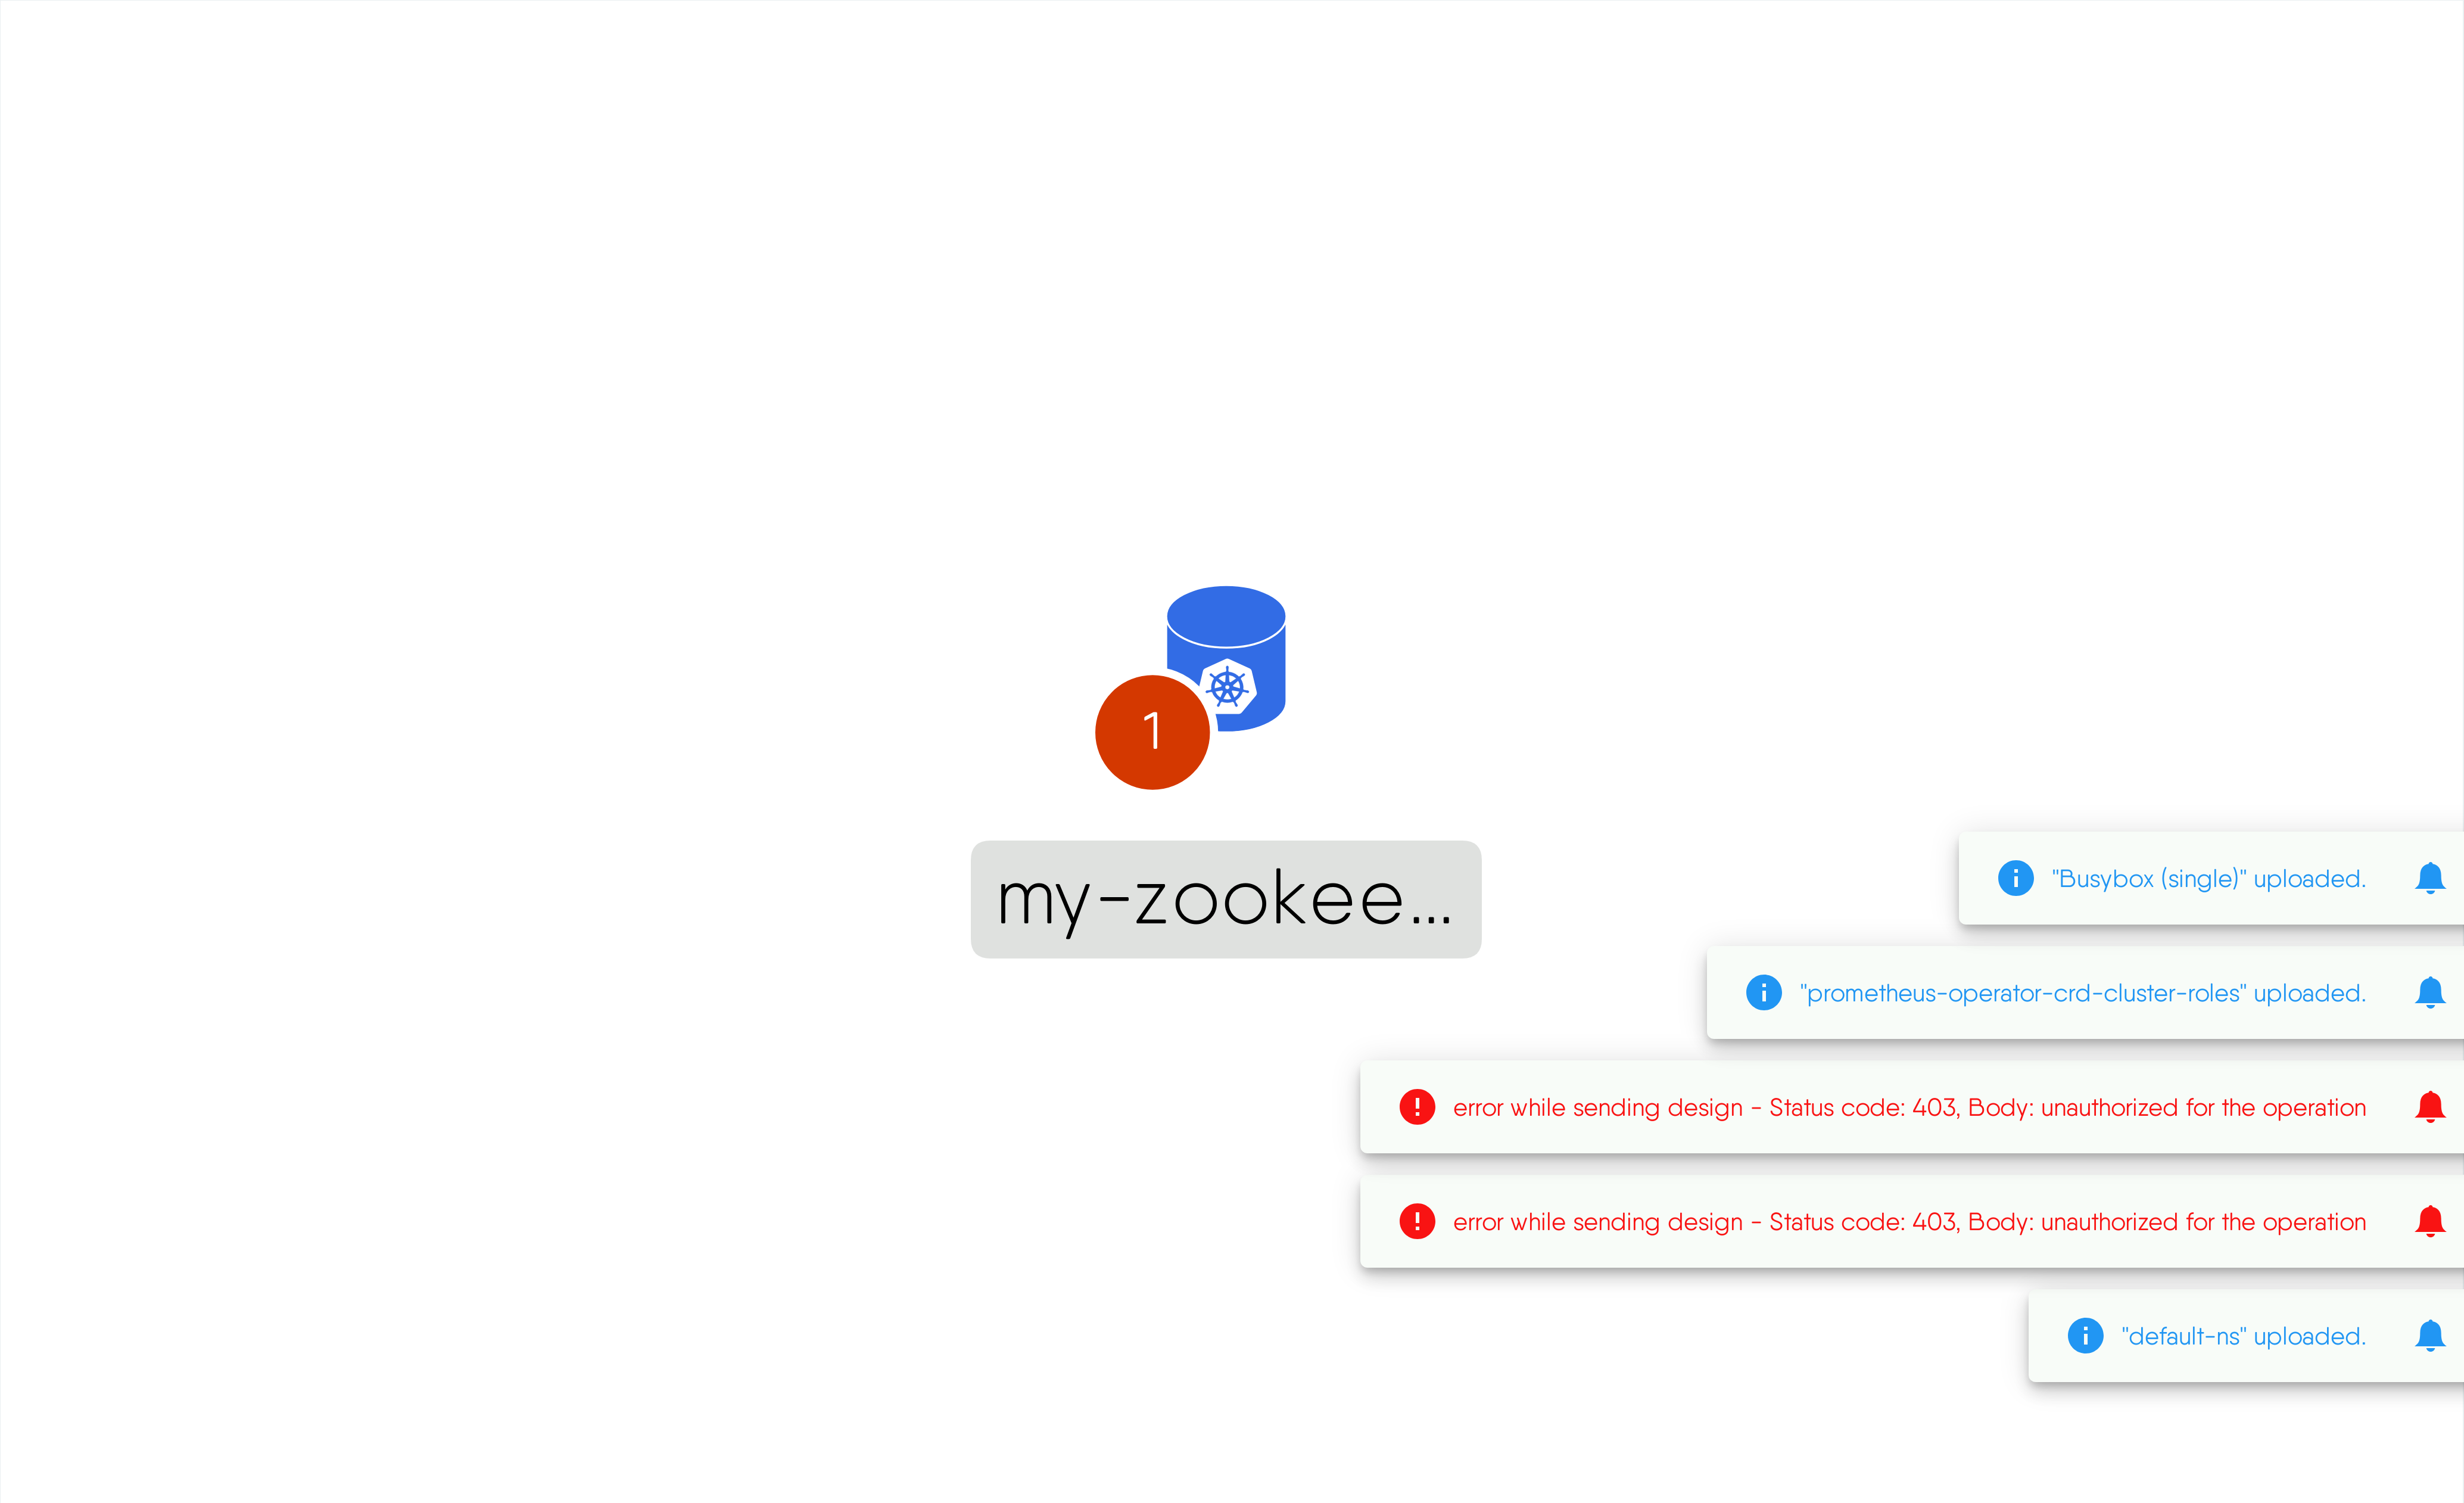 1
my-zookee...
"Busybox (single)" uploaded.
"prometheus-operator-crd-cluster-roles" uploaded.
error while sending design - Status code: 403, Body: unauthorized for the operation
error while sending design - Status code: 403, Body: unauthorized for the operation
"default-ns" uploaded.